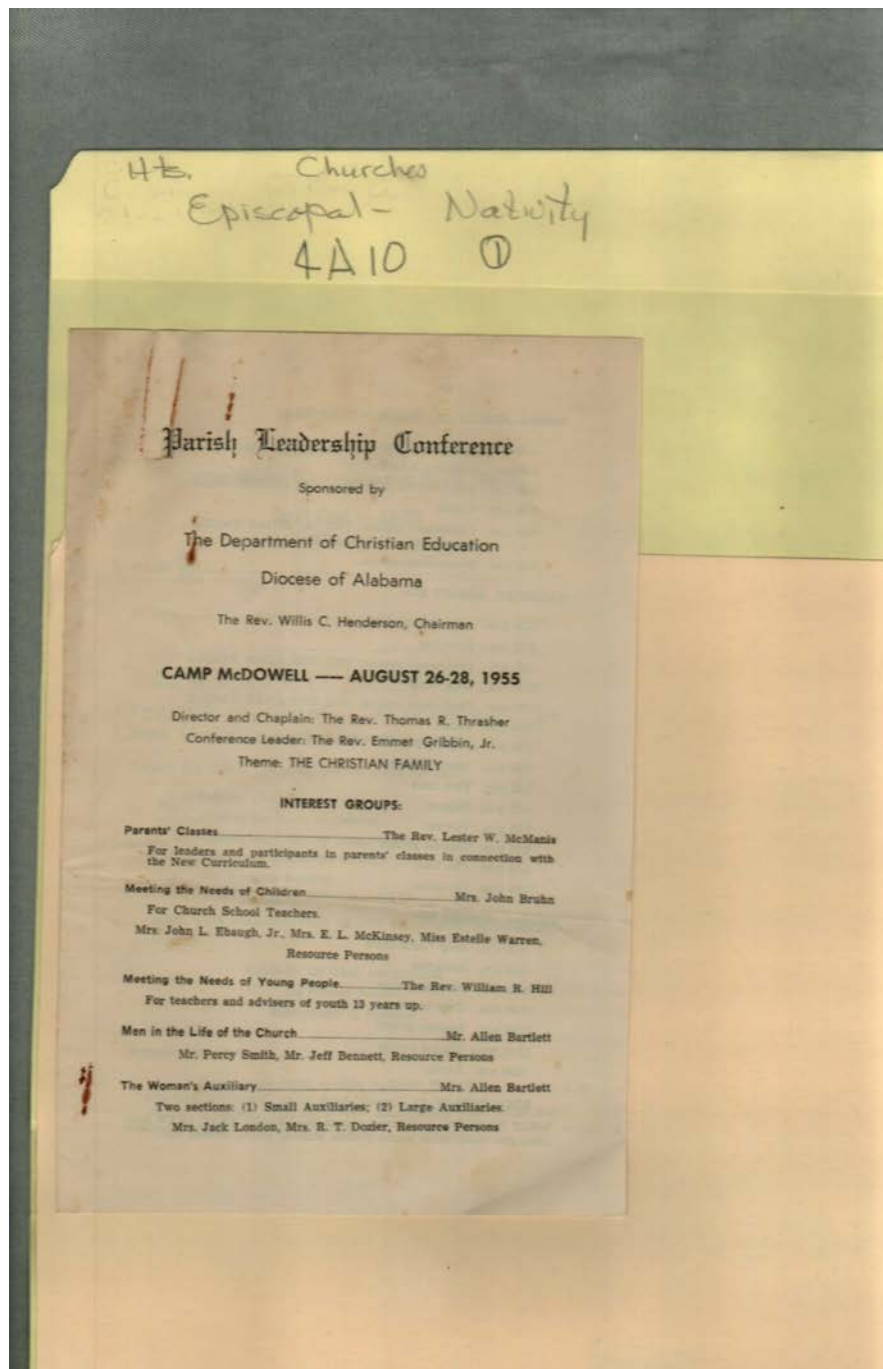 Hts. Churches
Episcopal - Nativity
4A10 ①
Parish Leadership Conference
Sponsored by
The Department of Christian Education
Diocese of Alabama
The Rev. Willis C. Henderson, Chairman
CAMP McDOWELL —— AUGUST 26-28, 1955
Director and Chaplain: The Rev. Thomas R. Thrasher
Conference Leader: The Rev. Emmet Gribbin, Jr.
Theme: THE CHRISTIAN FAMILY
INTEREST GROUPS:
Parents' Classes The Rev. Lester W. McManis
For leaders and participants in parents' classes in connection with
the New Curriculum.
Meeting the Needs of Children Mrs. John Bruhn
For Church School Teachers.
Mrs. John L. Ebaugh, Jr., Mrs. E. L. McKinsey, Miss Estelle Warren,
Resource Persons
Meeting the Needs of Young People The Rev. William R. Hill
For teachers and advisers of youth 13 years up.
Men in the Life of the Church Mr. Allen Bartlett
Mr. Percy Smith, Mr. Jeff Bennett, Resource Persons
The Woman's Auxiliary Mrs. Allen Bartlett
Two sections: (1) Small Auxiliaries; (2) Large Auxiliaries.
Mrs. Jack London, Mrs. R. T. Dozier, Resource Persons